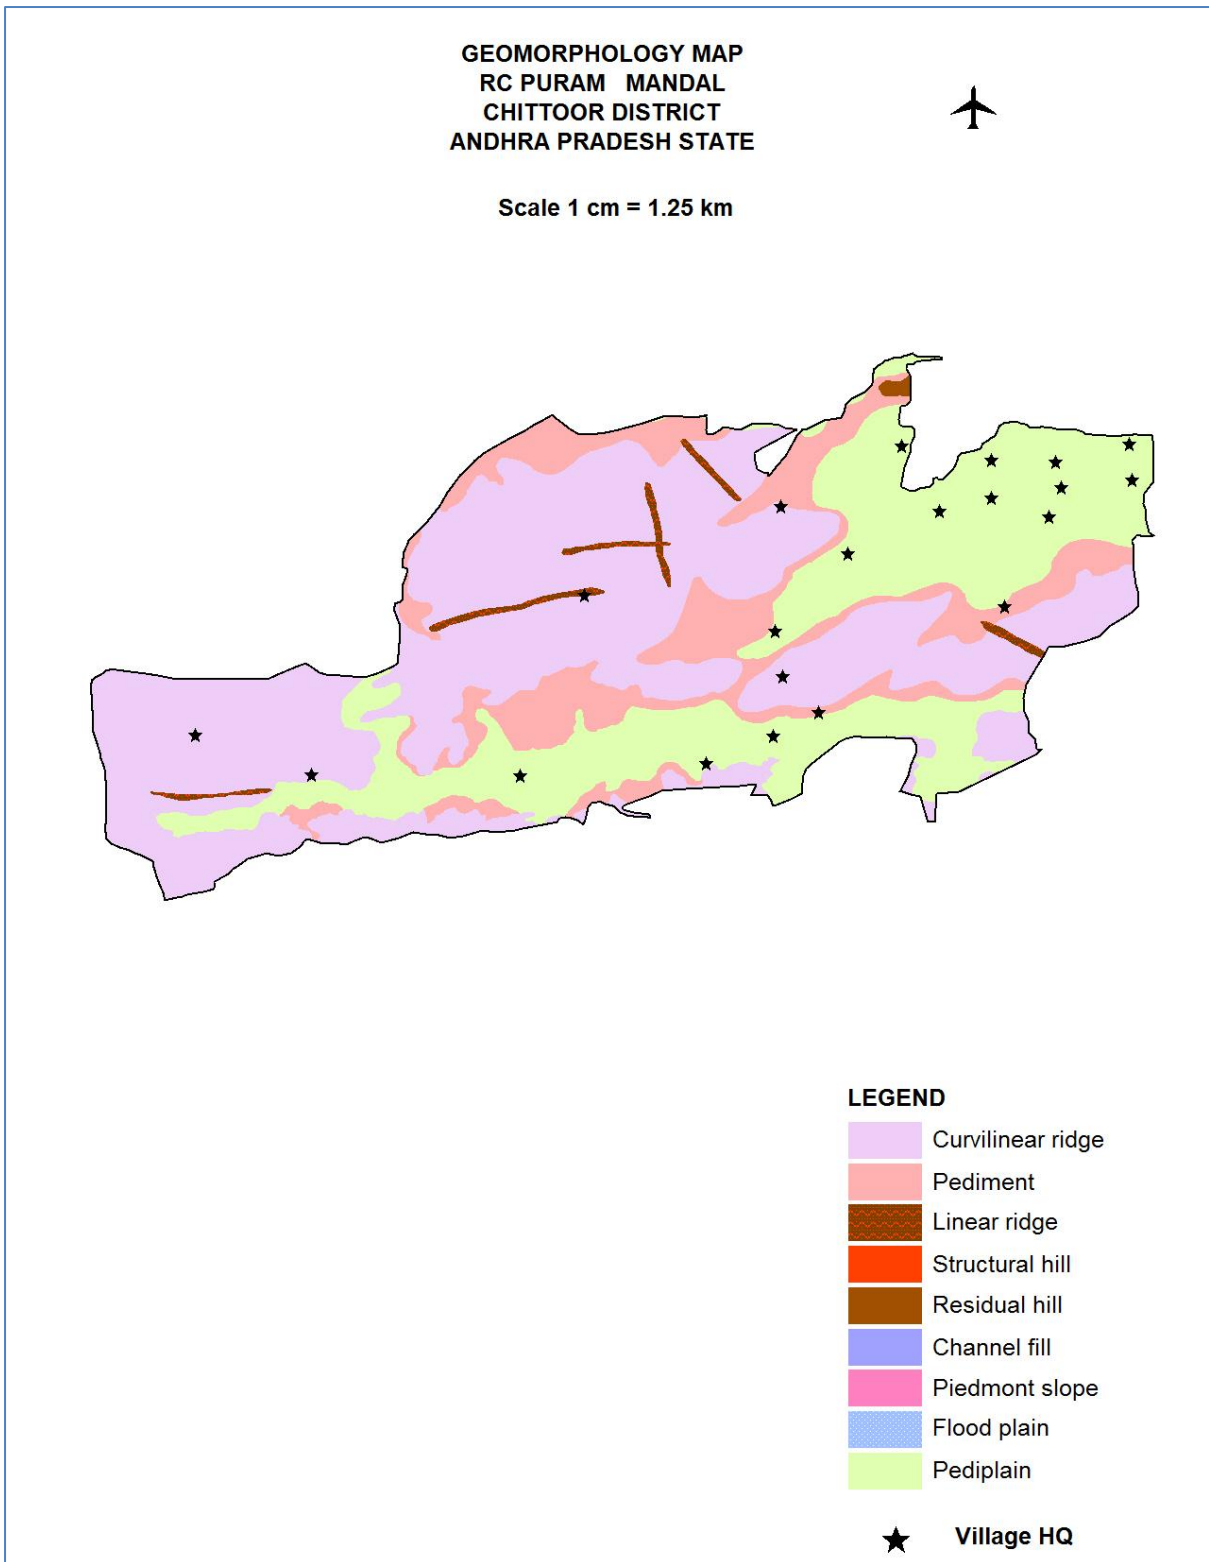 GEOMORPHOLOGY MAP
RC PURAM MANDAL
CHITTOOR DISTRICT
ANDHRA PRADESH STATE
Scale 1 cm = 1.25 km
LEGEND
Curvilinear ridge
Pediment
Linear ridge
Structural hill
Residual hill
Channel fill
Piedmont slope
Flood plain
Pediplain
Village HQ